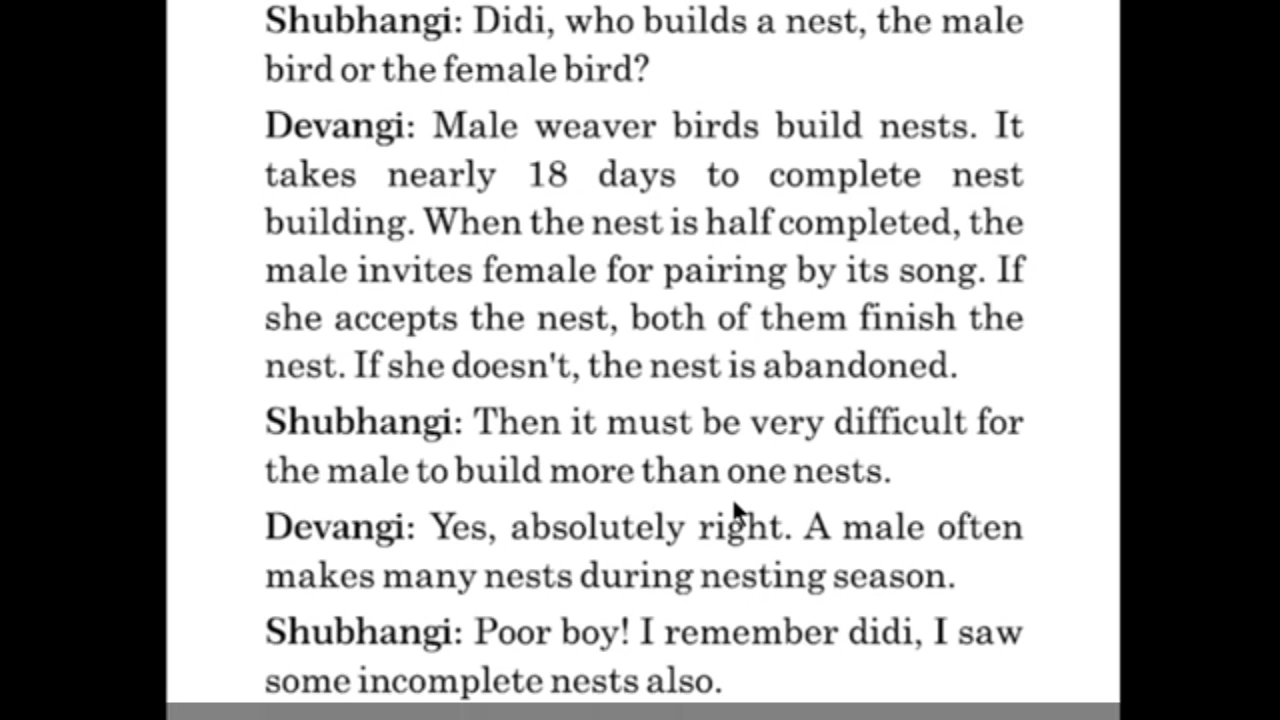 Shubhangi: Didi, who builds a nest, the male
bird or the female bird?
Devangi: Male weaver birds build nests. It
takes nearly 18 days to complete nest
building. When the nest is half completed, the
male invites female for pairing by its song. If
she accepts the nest, both of them finish the
nest. If she doesn't, the nest is abandoned.
Shubhangi: Then it must be very difficult for
the male to build more than one nests.
Devangi: Yes, absolutely right. A male often
makes many nests during nesting season.
Shubhangi: Poor boy! I remember didi, I saw
some incomplete nests also.